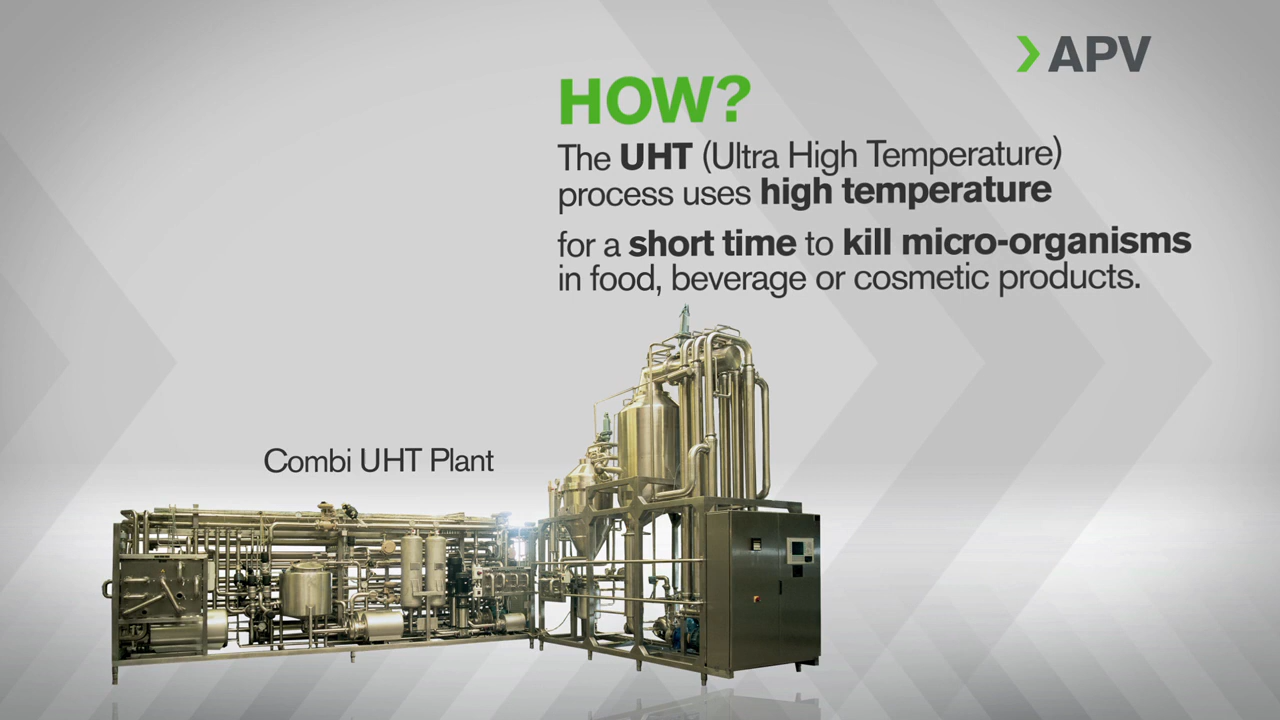 APV
HOW?
The UHT (Ultra High Temperature)
process uses high temperature
for a short time to kill micro-organisms
in food, beverage or cosmetic products.
Combi UHT Plant